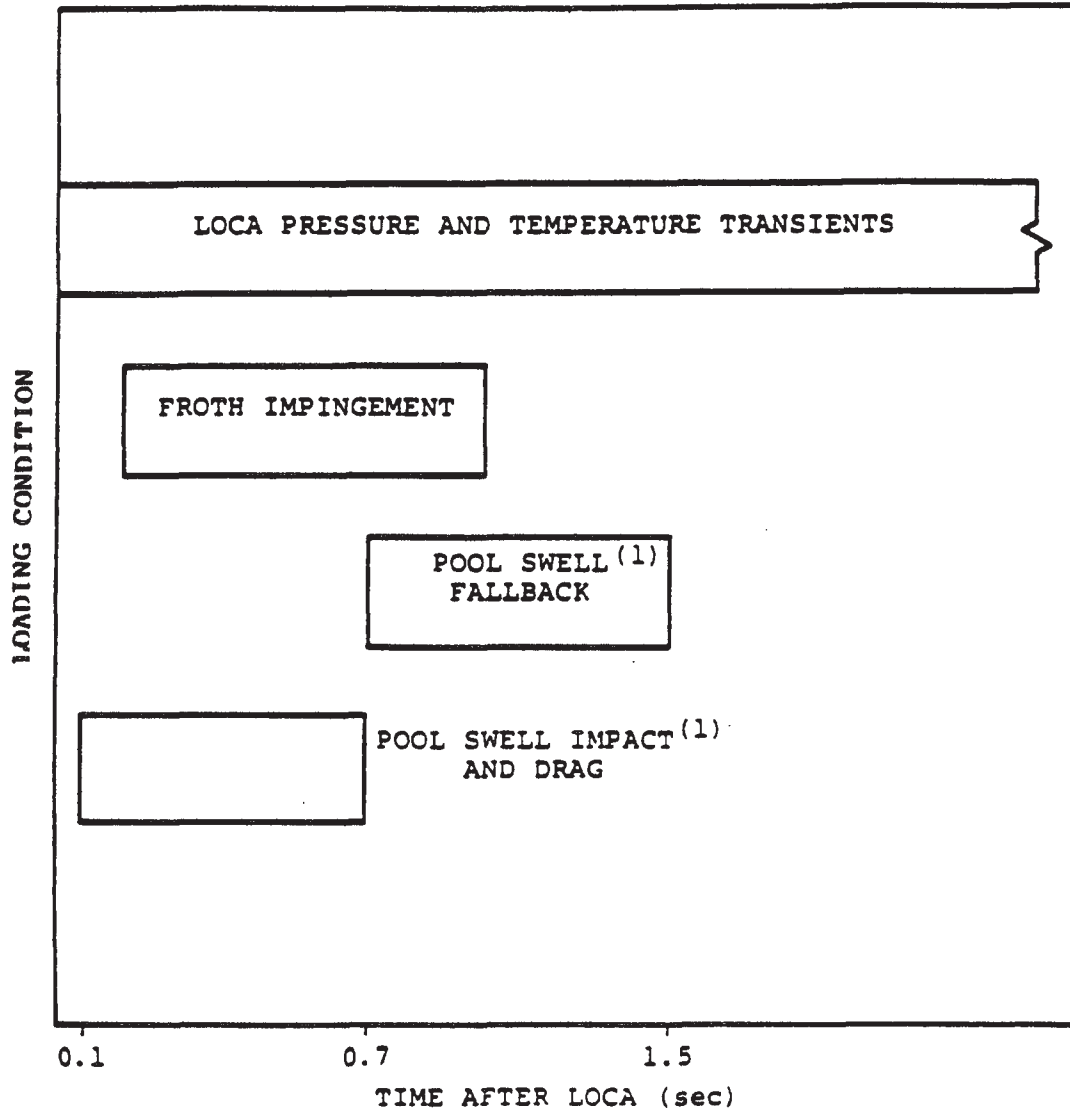 LOCA PRESSURE AND TEMPERATURE TRANSIENTS
FROTH IMPINGEMENT
POOL SWELL (1)
FALLBACK
POOL SWELL IMPACT (1)
AND DRAG
LOADING CONDITION
0.1 0.7 1.5
TIME AFTER LOCA (sec)